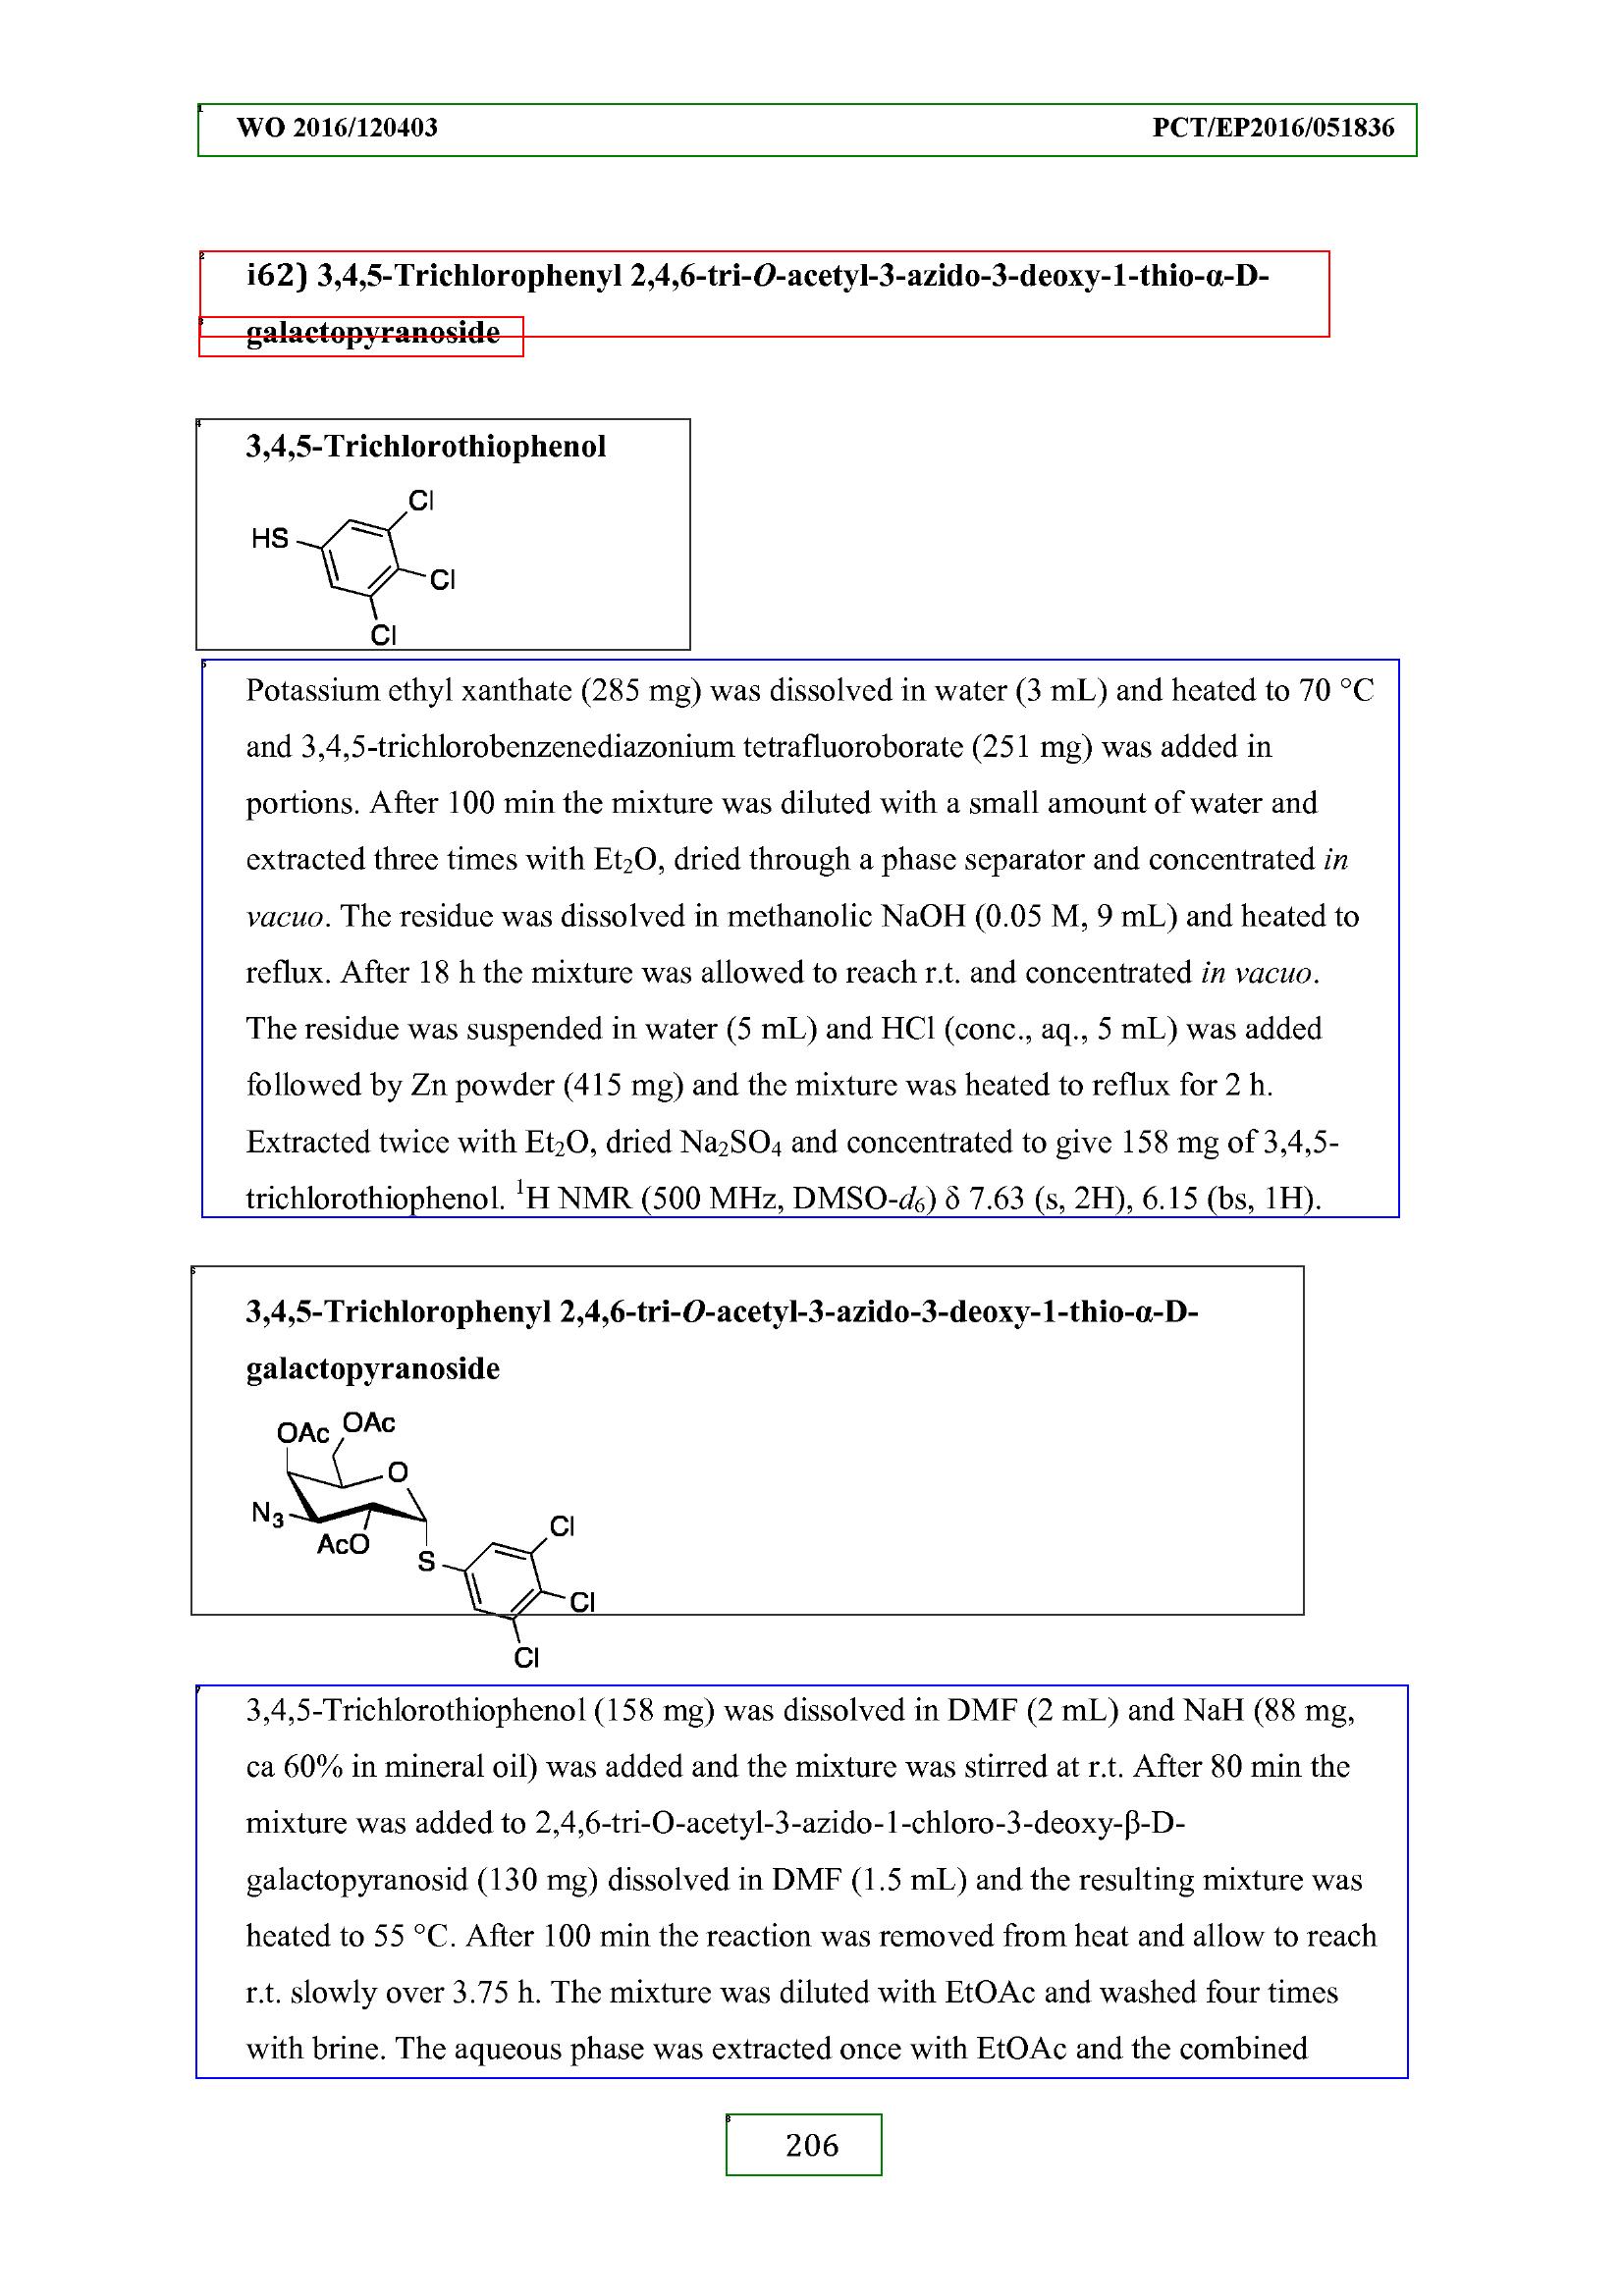 WO 2016/120403 PCT/EP2016/051836
i62) 3,4,5-Trichlorophenyl 2,4,6-tri-O-acetyl-3-azido-3-deoxy-1-thio-α-D-
galactopyranoside
3,4,5-Trichlorothiophenol
Cl
HS
Cl
Cl
Potassium ethyl xanthate (285 mg) was dissolved in water (3 mL) and heated to 70 °C
and 3,4,5-trichlorobenzenediazonium tetrafluoroborate (251 mg) was added in
portions. After 100 min the mixture was diluted with a small amount of water and
extracted three times with Et₂O, dried through a phase separator and concentrated in
vacuo. The residue was dissolved in methanolic NaOH (0.05 M, 9 mL) and heated to
reflux. After 18 h the mixture was allowed to reach r.t. and concentrated in vacuo.
The residue was suspended in water (5 mL) and HCl (conc., aq., 5 mL) was added
followed by Zn powder (415 mg) and the mixture was heated to reflux for 2 h.
Extracted twice with Et₂O, dried Na₂SO₄ and concentrated to give 158 mg of 3,4,5-
trichlorothiophenol. ¹H NMR (500 MHz, DMSO-d₆) δ 7.63 (s, 2H), 6.15 (bs, 1H).
3,4,5-Trichlorophenyl 2,4,6-tri-O-acetyl-3-azido-3-deoxy-1-thio-α-D-
galactopyranoside
OAc OAc
O
N₃
AcO
Cl
S
Cl
Cl
3,4,5-Trichlorothiophenol (158 mg) was dissolved in DMF (2 mL) and NaH (88 mg,
ca 60% in mineral oil) was added and the mixture was stirred at r.t. After 80 min the
mixture was added to 2,4,6-tri-O-acetyl-3-azido-1-chloro-3-deoxy-β-D-
galactopyranosid (130 mg) dissolved in DMF (1.5 mL) and the resulting mixture was
heated to 55 °C. After 100 min the reaction was removed from heat and allow to reach
r.t. slowly over 3.75 h. The mixture was diluted with EtOAc and washed four times
with brine. The aqueous phase was extracted once with EtOAc and the combined
206